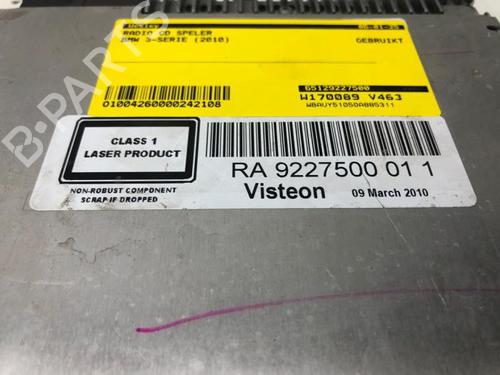 RADIO CD SPELER
BMW 3-SERIE (2010)
GEBRUIKT
65129227500
01004260000242108
W170089 V463
WBAUY51050A885311
CLASS 1
LASER PRODUCT
NON-ROBUST COMPONENT
SCRAP IF DROPPED
RA 9227500 01 1
Visteon
09 March 2010
B-PARTS